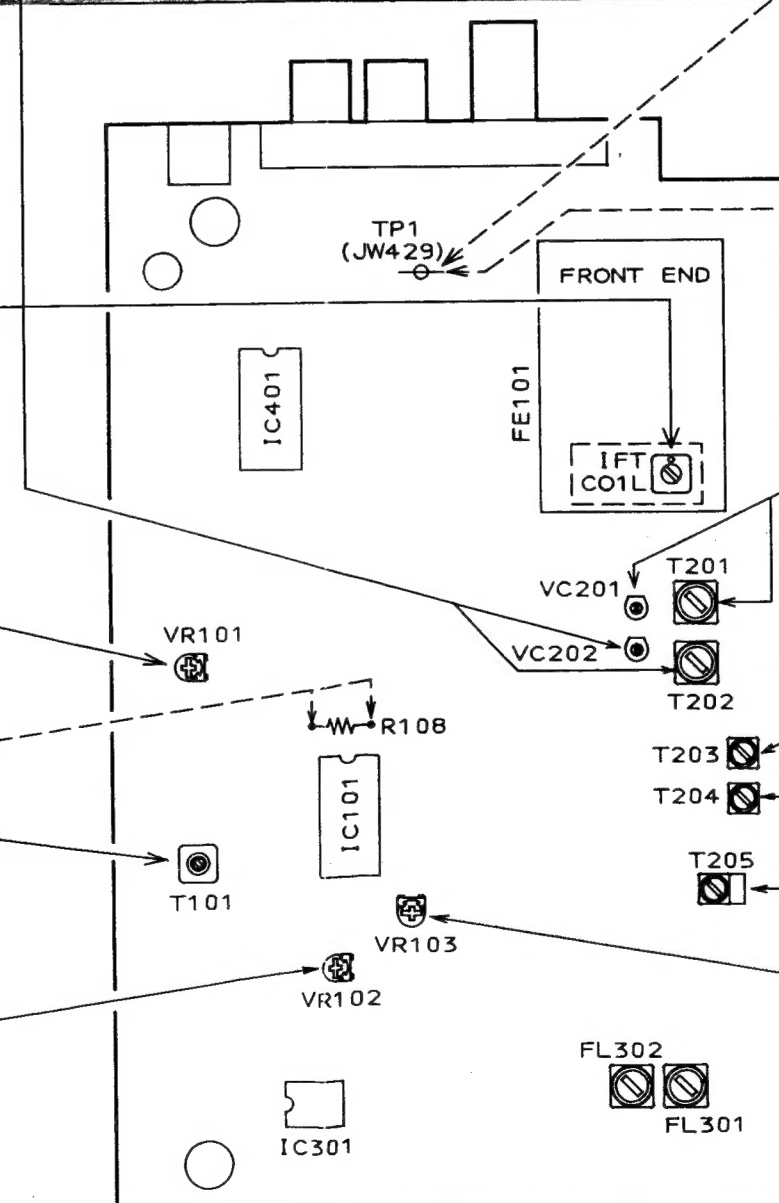 TP1
(JW429)
FRONT END
IC401
FE101
IFT
CO1L
T201
VC201
VR101
VC202
T202
R108
T203
IC101
T204
T205
T101
VR103
VR102
FL302
FL301
IC301